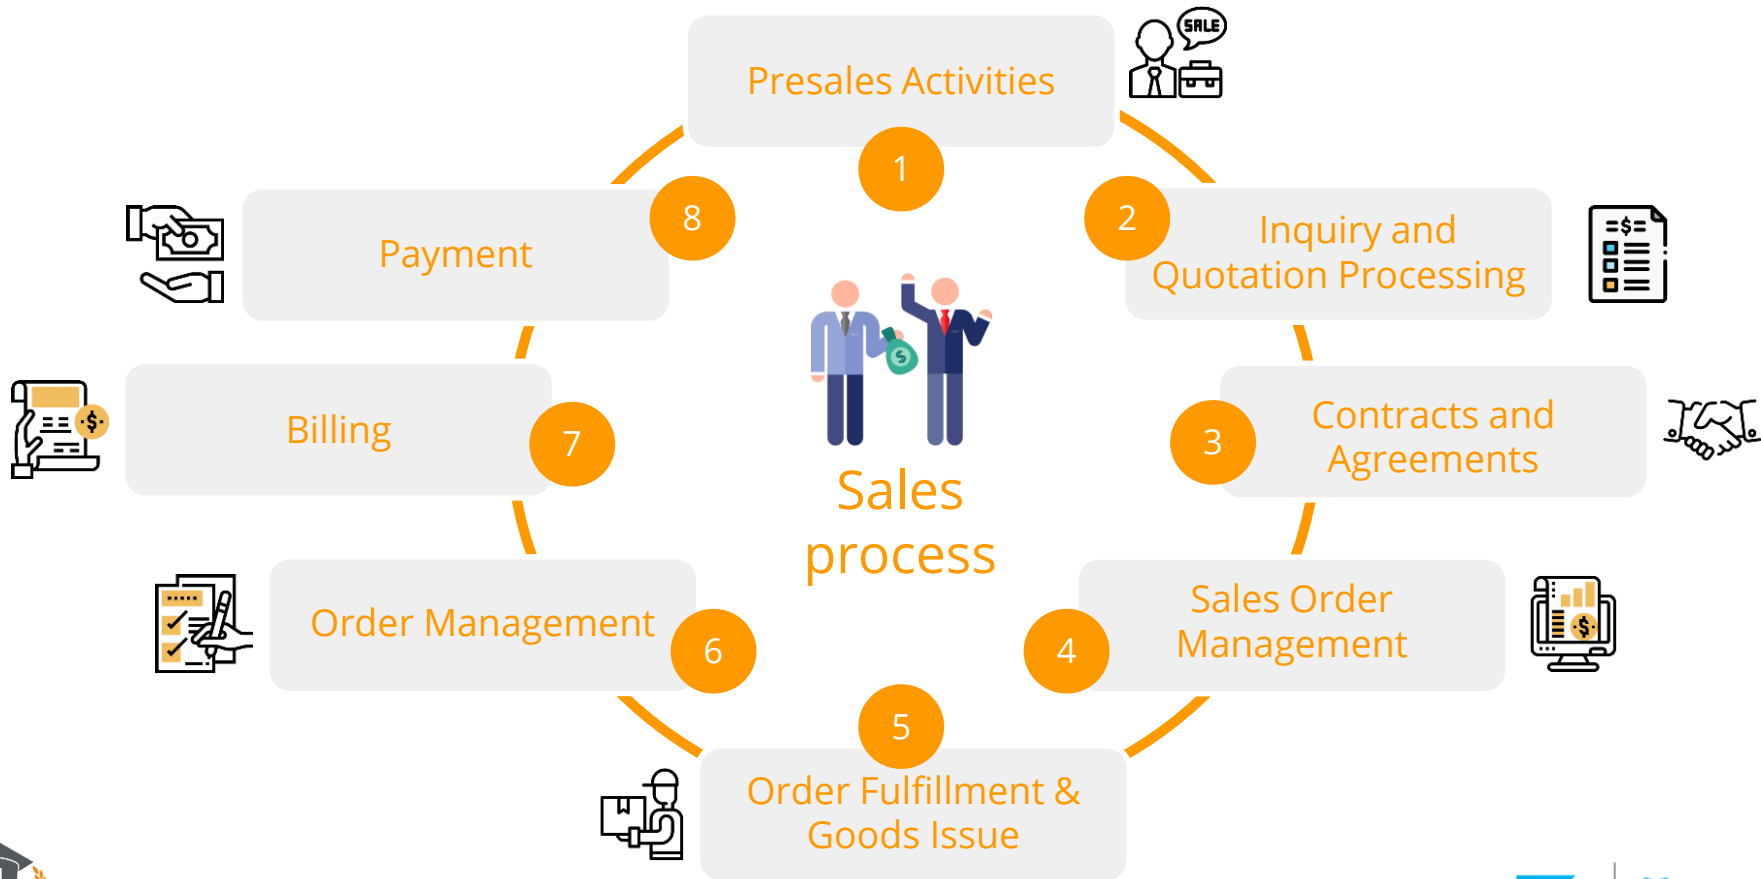 SALE
Presales Activities
1
2
Inquiry and
Quotation Processing
=$=
3
Contracts and
Agreements
4
Sales Order
Management
$
5
Order Fulfillment &
Goods Issue
6
Order Management
7
Billing
$
8
Payment
$
Sales
process